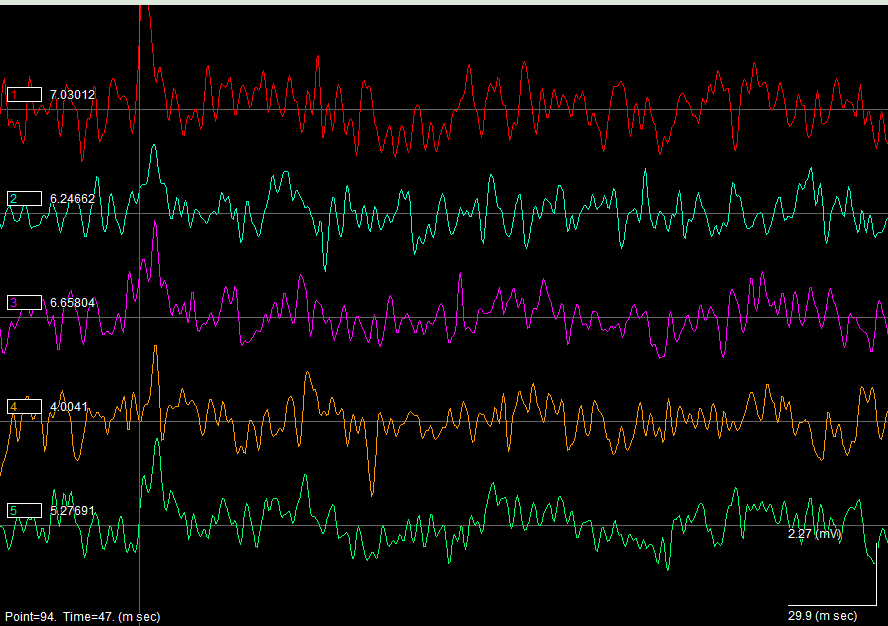 1 7.03012
2 6.24662
3 6.65804
4 4.0041
5 5.27691
2.27 (mV)
29.9 (m sec)
Point=94. Time=47. (m sec)